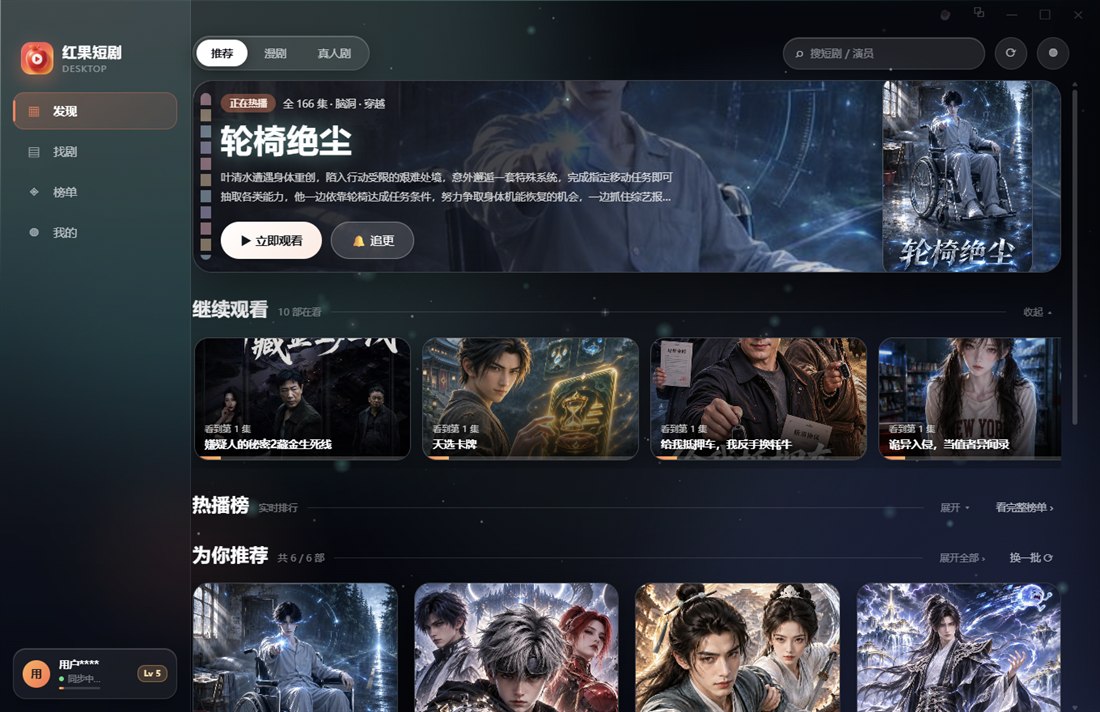 红果短剧
DESKTOP
发现
找剧
榜单
我的
推荐
漫剧
真人剧
搜短剧 / 演员
正在热播
全 166 集 · 脑洞 · 穿越
轮椅绝尘
叶清水遭遇身体重创，陷入行动受限的艰难处境，意外邂逅一套特殊系统，完成指定移动任务即可
抽取各类能力，他一边依靠轮椅达成任务条件，努力争取身体机能恢复的机会，一边抓住综艺报...
立即观看
追更
轮椅绝尘
继续观看
10 部在看
收起
看到第 1 集
嫌疑人的秘密2藏金生死线
看到第 1 集
天选卡牌
看到第 1 集
给我抵押车，我反手换牦牛
NEW YORK
看到第 1 集
诡异入侵，当值者异闻录
热播榜
实时排行
展开
看完整榜单 ›
为你推荐
共 6 / 6 部
展开全部 ›
换一批
用
用户****
同步中...
Lv 5